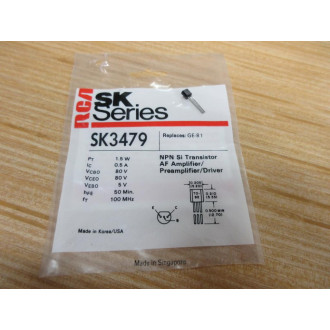 RCA
SK
Series
SK3479
Replaces: GE-81
PT 1.5 W
IC 0.5 A
VCBO 80 V
VCEO 80 V
VEBO 5 V
hFE 50 Min.
fT 100 MHz
NPN Si Transistor
AF Amplifier/
Preamplifier/Driver
Made in Korea/USA
Made in Singapore